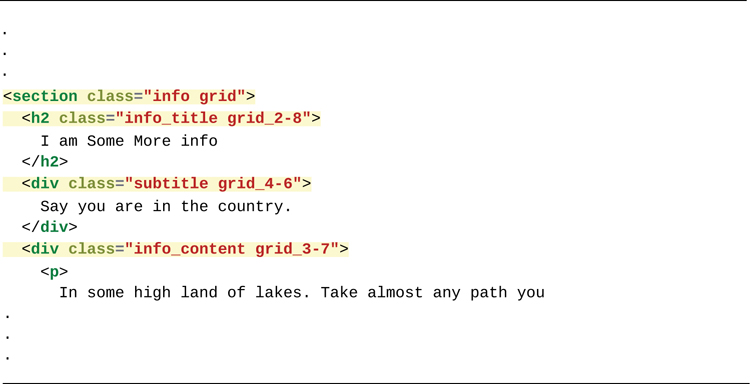 .
.
.
<section class="info grid">
  <h2 class="info_title grid_2-8">
    I am Some More info
  </h2>
  <div class="subtitle grid_4-6">
    Say you are in the country.
  </div>
  <div class="info_content grid_3-7">
    <p>
      In some high land of lakes. Take almost any path you
.
.
.